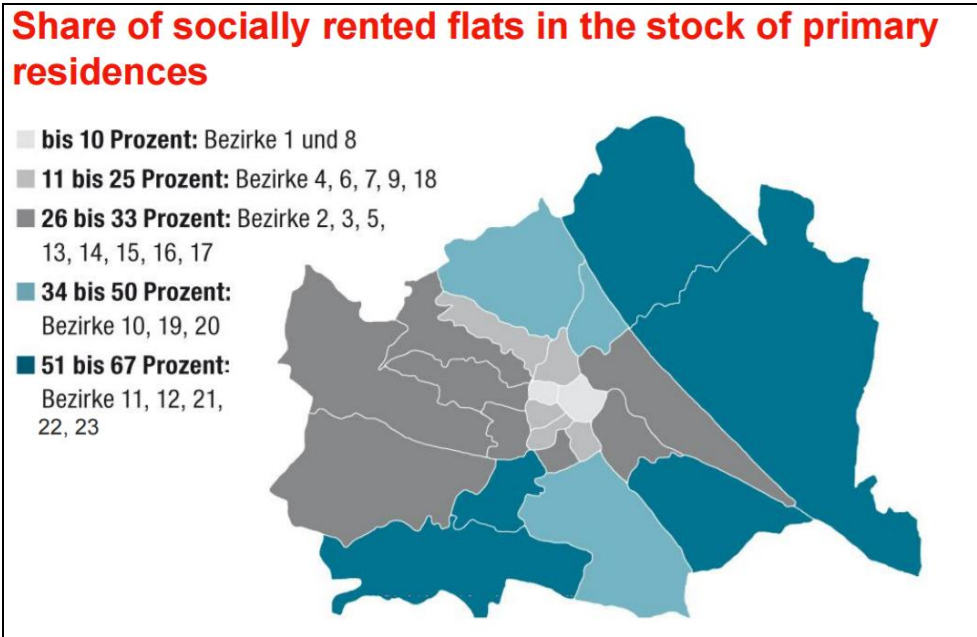 Share of socially rented flats in the stock of primary
residences
bis 10 Prozent: Bezirke 1 und 8
11 bis 25 Prozent: Bezirke 4, 6, 7, 9, 18
26 bis 33 Prozent: Bezirke 2, 3, 5,
13, 14, 15, 16, 17
34 bis 50 Prozent:
Bezirke 10, 19, 20
51 bis 67 Prozent:
Bezirke 11, 12, 21,
22, 23